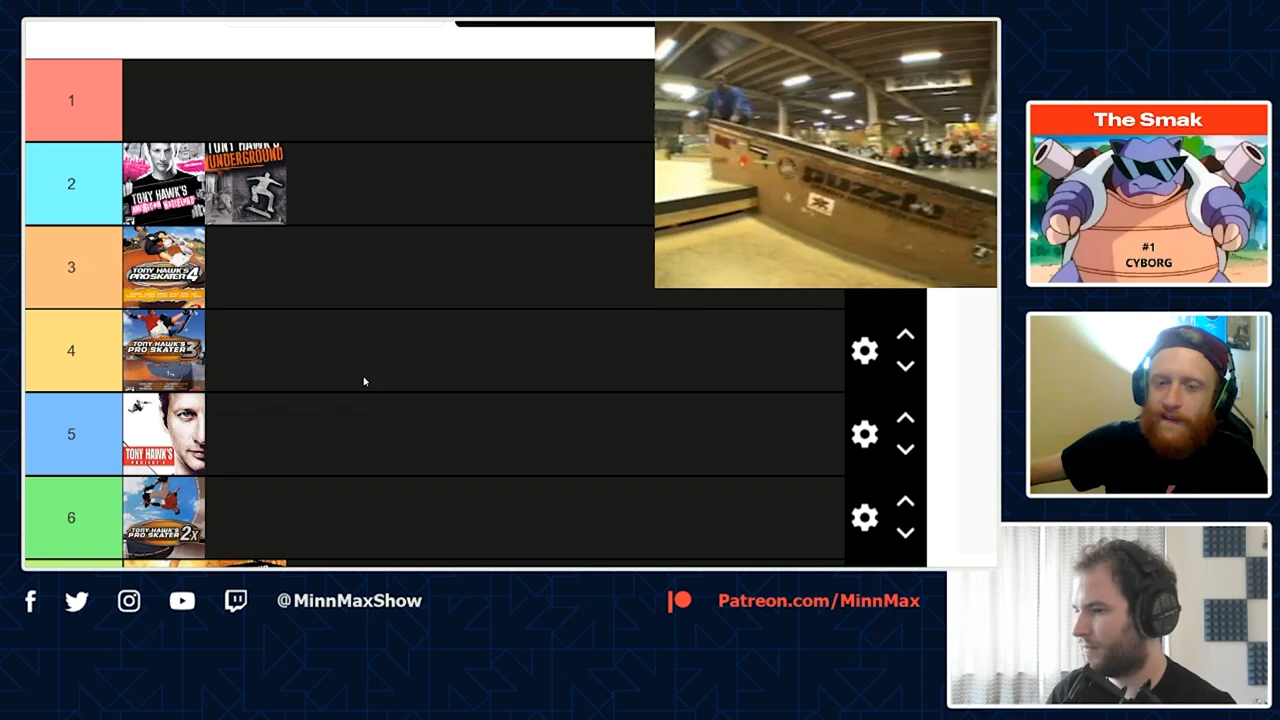 1
2
TONY HAWK'S
TONY HAWK'S
UNDERGROUND
3
TONY HAWK'S
PRO SKATER 4
4
TONY HAWK'S
PRO SKATER 3
5
TONY HAWK'S
6
TONY HAWK'S
PRO SKATER 2x
The Smak
#1
CYBORG
@MinnMaxShow
Patreon.com/MinnMax